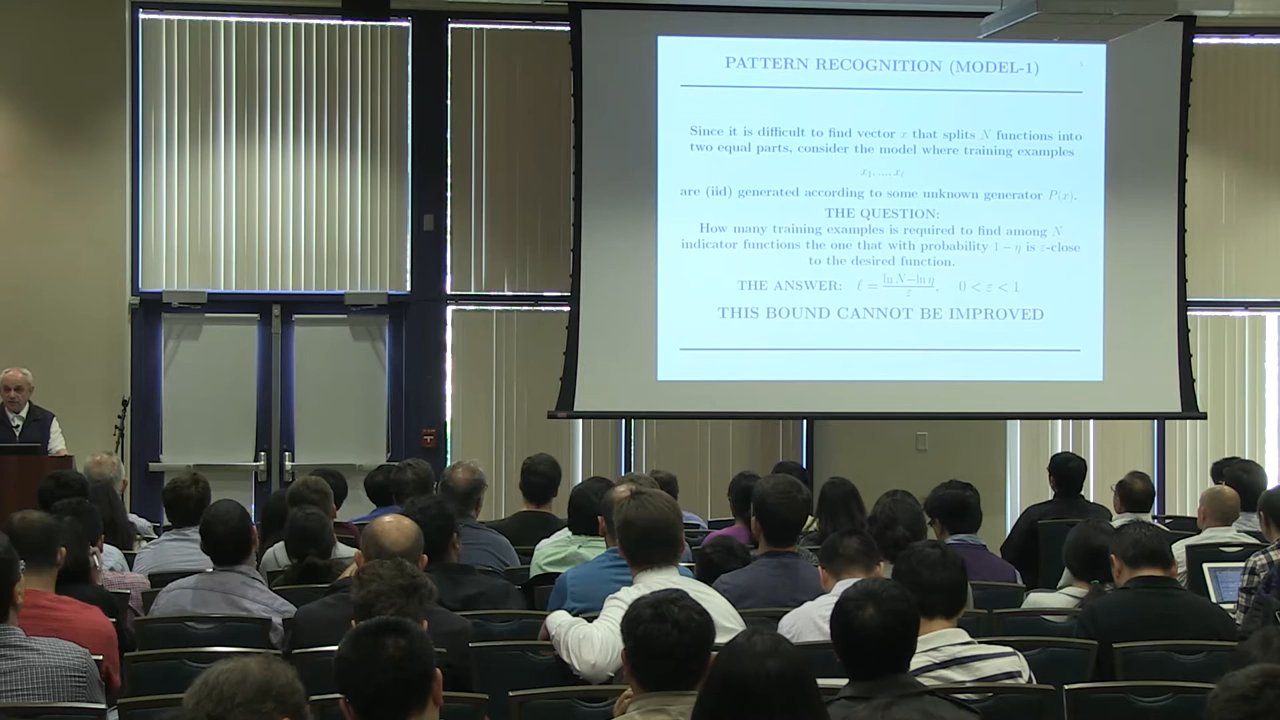 PATTERN RECOGNITION (MODEL-1)
Since it is difficult to find vector x that splits N functions into
two equal parts, consider the model where training examples
x₁, ..., xℓ
are (iid) generated according to some unknown generator P(x).
THE QUESTION:
How many training examples is required to find among N
indicator functions the one that with probability 1 − η is ε-close
to the desired function.
THE ANSWER: ℓ = (ln N−ln η)/ε, 0 < ε < 1
THIS BOUND CANNOT BE IMPROVED